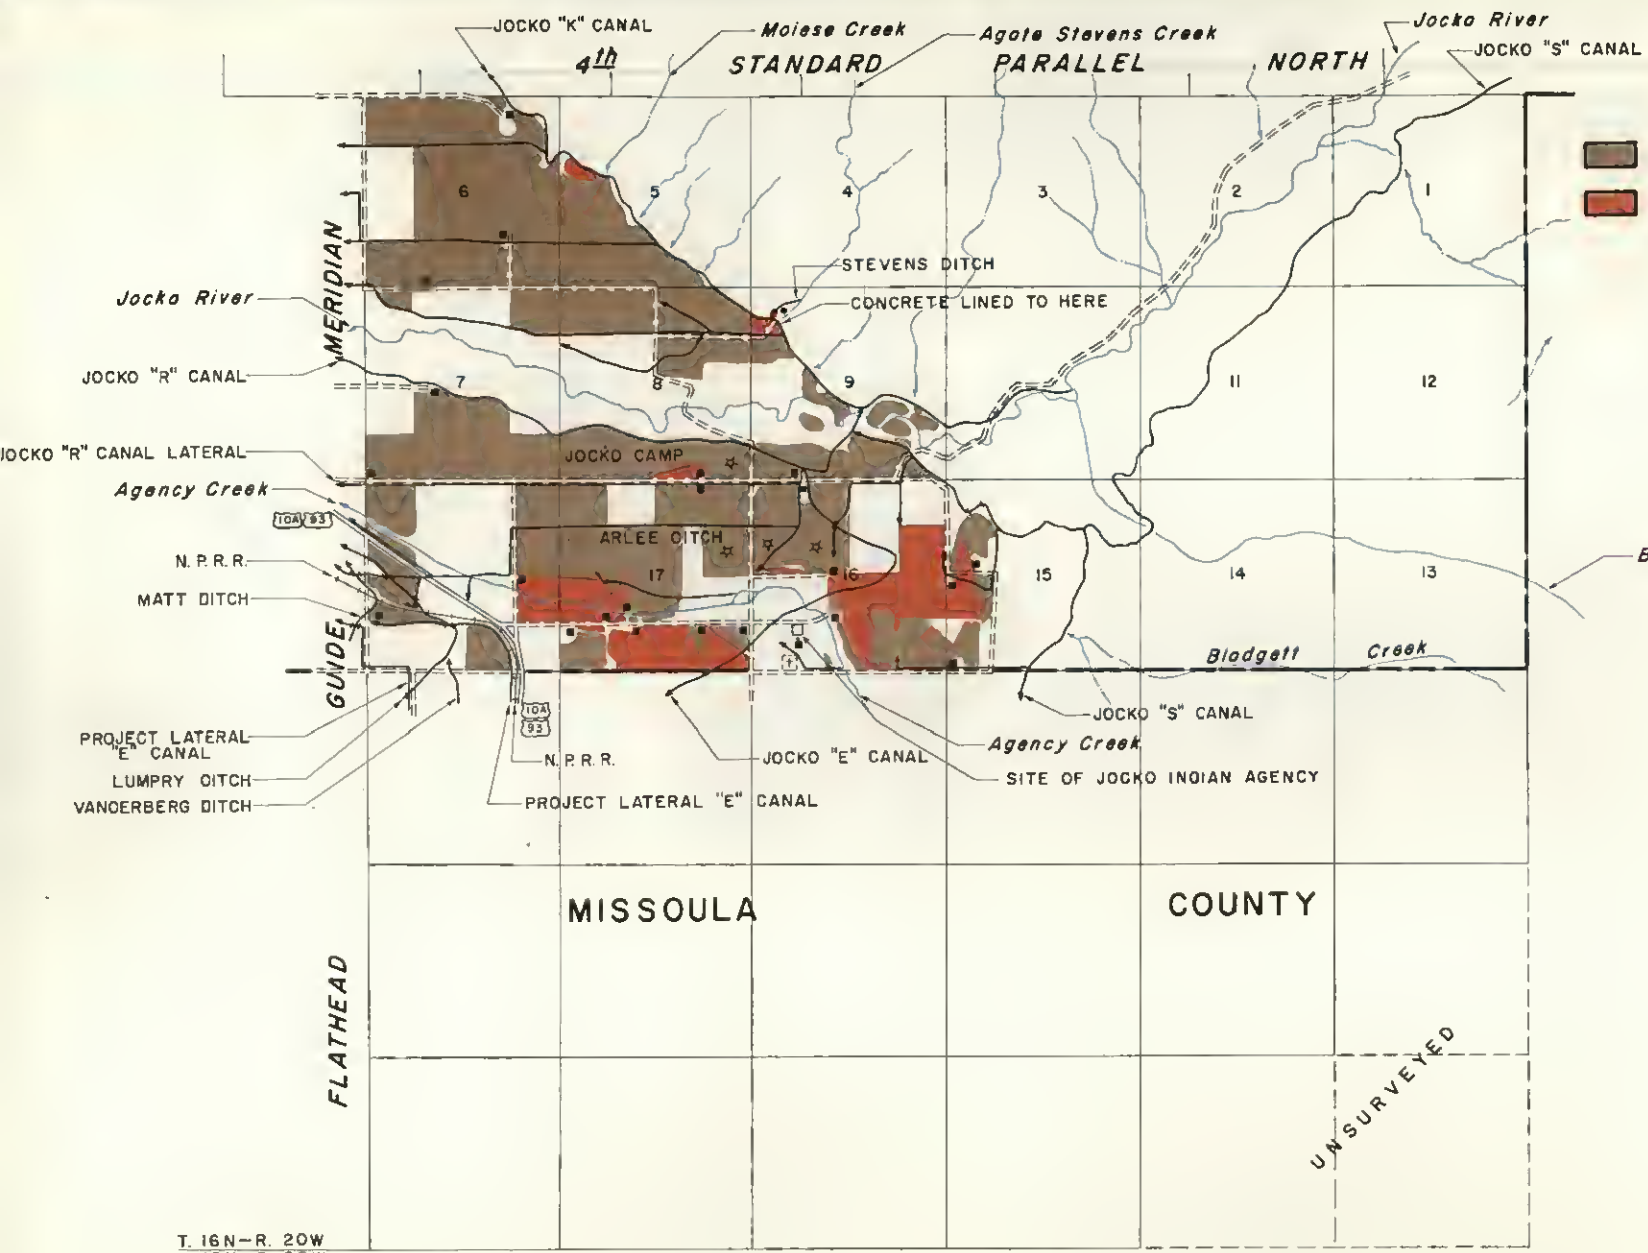 JOCKO "K" CANAL
Moiese Creek
Agate Stevens Creek
Jocko River
JOCKO "S" CANAL
4th STANDARD PARALLEL NORTH
6
5
4
3
2
1
MERIDIAN
STEVENS DITCH
CONCRETE LINED TO HERE
Jocko River
JOCKO "R" CANAL
7
8
9
11
12
JOCKO "R" CANAL LATERAL
JOCKO CAMP
Agency Creek
10A 93
ARLEE DITCH
N.P.R.R.
17
16
15
14
13
B
MATT DITCH
GUIDE
Blodgett Creek
10A
93
JOCKO "S" CANAL
PROJECT LATERAL
"E" CANAL
N.P.R.R.
JOCKO "E" CANAL
Agency Creek
LUMPRY DITCH
SITE OF JOCKO INDIAN AGENCY
VANDERBERG DITCH
PROJECT LATERAL "E" CANAL
MISSOULA COUNTY
FLATHEAD
UNSURVEYED
T. 16N-R. 20W